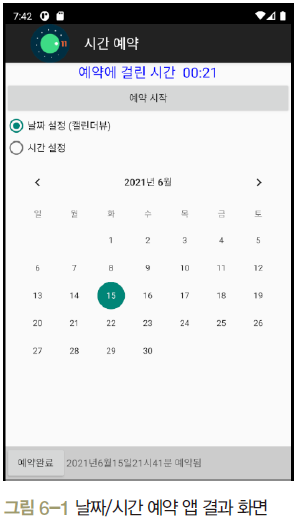 7:42
시간 예약
예약에 걸린 시간 00:21
예약 시작
날짜 설정 (캘린더뷰)
시간 설정
2021년 6월
일 월 화 수 목 금 토
1 2 3 4 5
6 7 8 9 10 11 12
13 14 15 16 17 18 19
20 21 22 23 24 25 26
27 28 29 30
예약완료 2021년6월15일21시41분 예약됨
그림 6-1 날짜/시간 예약 앱 결과 화면